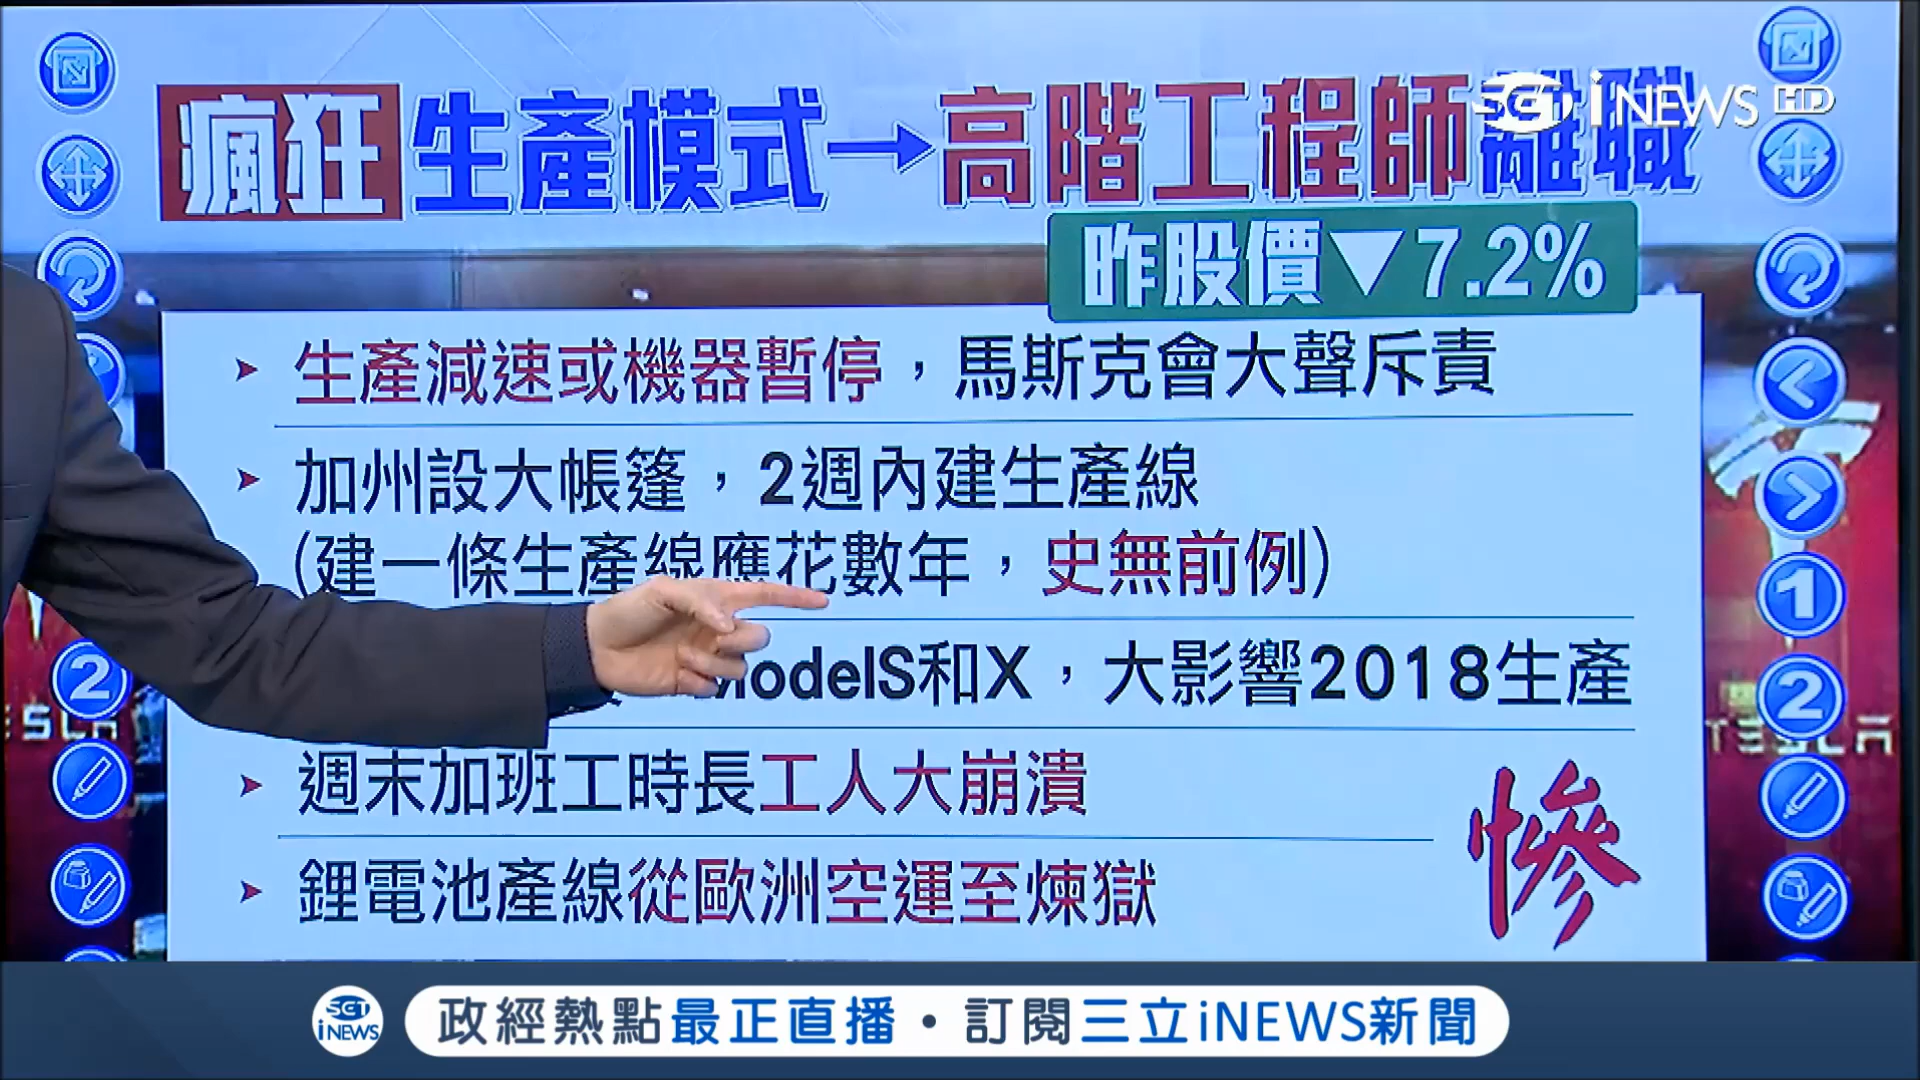 瘋狂生產模式→高階工程師離職
SET iNEWS HD
昨股價▼7.2%
生產減速或機器暫停，馬斯克會大聲斥責
加州設大帳篷，2週內建生產線
(建一條生產線應花數年，史無前例)
ModelS和X，大影響2018生產
週末加班工時長工人大崩潰
鋰電池產線從歐洲空運至煉獄
慘
1
2
2
TESLA
SET iNEWS
政經熱點最正直播・訂閱三立iNEWS新聞